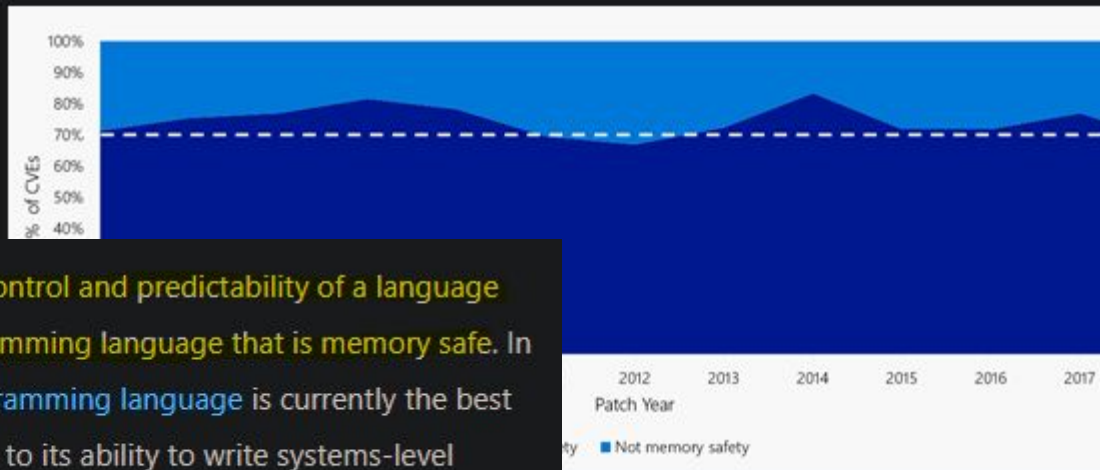 100%
90%
80%
70%
60%
50%
40%
% of CVEs
control and predictability of a language
mming language that is memory safe. In
ramming language is currently the best
to its ability to write systems-level
2012 2013 2014 2015 2016 2017
Patch Year
ety Not memory safety